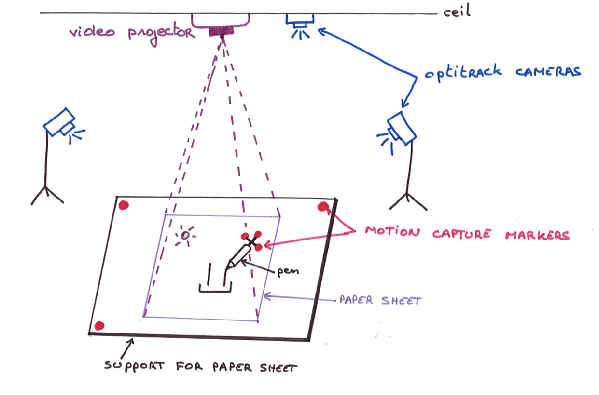 ceil
video projector
optitrack CAMERAS
MOTION CAPTURE MARKERS
pen
PAPER SHEET
SUPPORT FOR PAPER SHEET